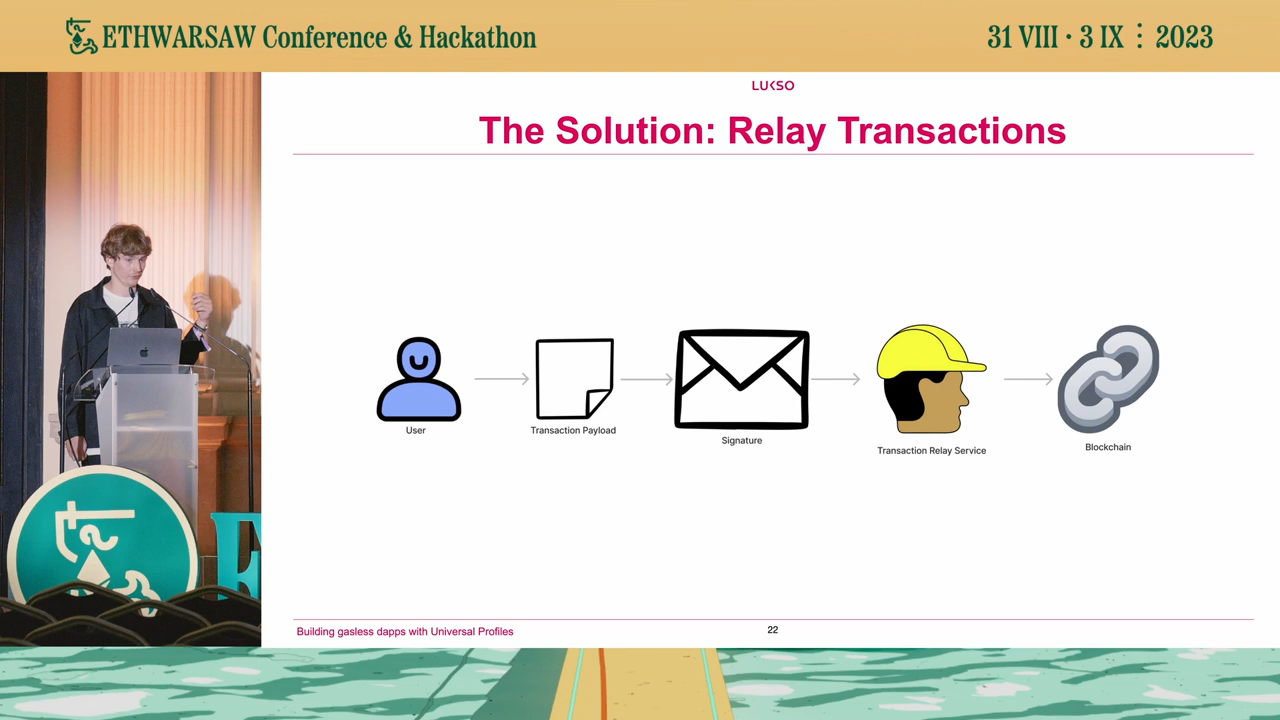 ETHWARSAW Conference & Hackathon
31 VIII · 3 IX ⋮ 2023
LUKSO
The Solution: Relay Transactions
User
Transaction Payload
Signature
Transaction Relay Service
Blockchain
Building gasless dapps with Universal Profiles
22
E